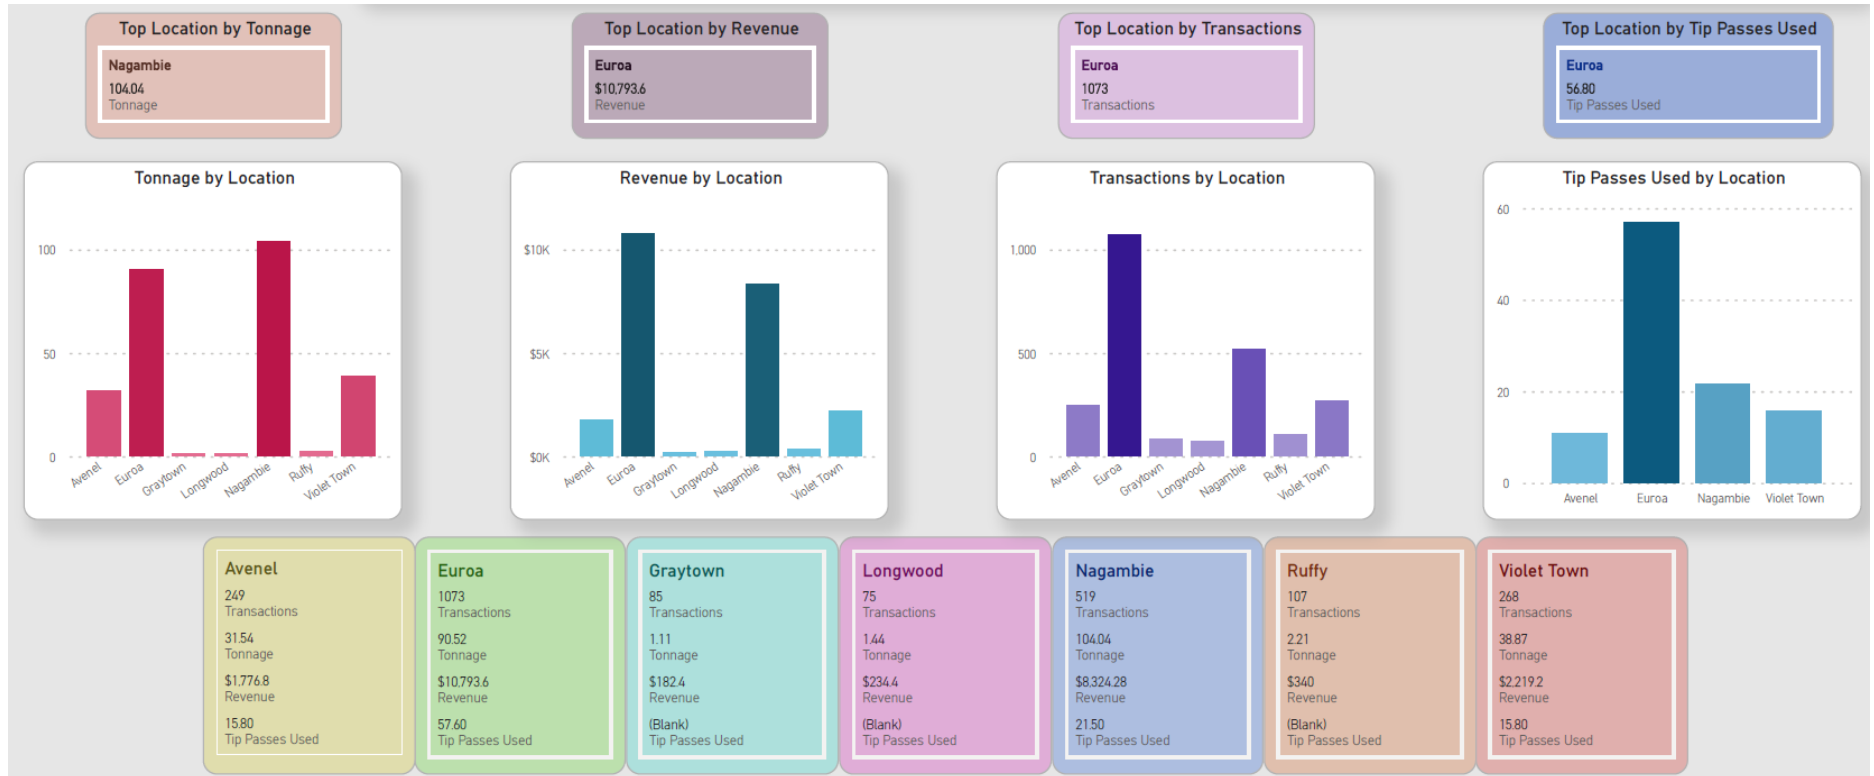 Top Location by Tonnage
Nagambie
104.04
Tonnage
Top Location by Revenue
Euroa
$10,793.6
Revenue
Top Location by Transactions
Euroa
1073
Transactions
Top Location by Tip Passes Used
Euroa
56.80
Tip Passes Used
Tonnage by Location
100
50
0
Avenel
Euroa
Graytown
Longwood
Nagambie
Ruffy
Violet Town
Revenue by Location
$10K
$5K
$0K
Avenel
Euroa
Graytown
Longwood
Nagambie
Ruffy
Violet Town
Transactions by Location
1,000
500
0
Avenel
Euroa
Graytown
Longwood
Nagambie
Ruffy
Violet Town
Tip Passes Used by Location
60
40
20
0
Avenel
Euroa
Nagambie
Violet Town
Avenel
249
Transactions
31.54
Tonnage
$1,776.8
Revenue
15.80
Tip Passes Used
Euroa
1073
Transactions
90.52
Tonnage
$10,793.6
Revenue
57.60
Tip Passes Used
Graytown
85
Transactions
1.11
Tonnage
$182.4
Revenue
(Blank)
Tip Passes Used
Longwood
75
Transactions
1.44
Tonnage
$234.4
Revenue
(Blank)
Tip Passes Used
Nagambie
519
Transactions
104.04
Tonnage
$8,324.28
Revenue
21.50
Tip Passes Used
Ruffy
107
Transactions
2.21
Tonnage
$340
Revenue
(Blank)
Tip Passes Used
Violet Town
268
Transactions
38.87
Tonnage
$2,219.2
Revenue
15.80
Tip Passes Used